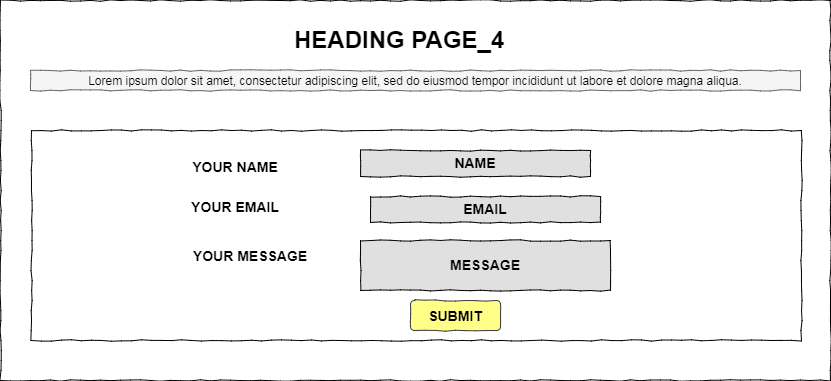 HEADING PAGE_4
Lorem ipsum dolor sit amet, consectetur adipiscing elit, sed do eiusmod tempor incididunt ut labore et dolore magna aliqua.
YOUR NAME
NAME
YOUR EMAIL
EMAIL
YOUR MESSAGE
MESSAGE
SUBMIT